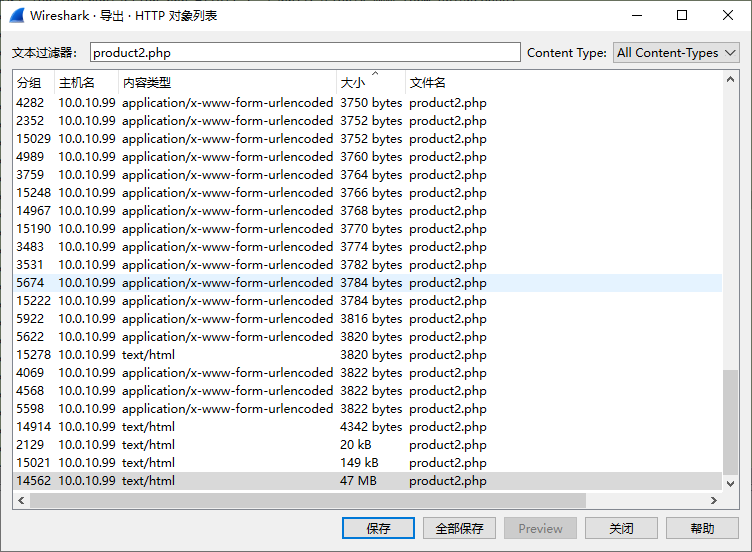 Wireshark · 导出 · HTTP 对象列表
文本过滤器： product2.php Content Type: All Content-Types
分组 主机名 内容类型 大小 文件名
4282 10.0.10.99 application/x-www-form-urlencoded 3750 bytes product2.php
2352 10.0.10.99 application/x-www-form-urlencoded 3752 bytes product2.php
15029 10.0.10.99 application/x-www-form-urlencoded 3752 bytes product2.php
4989 10.0.10.99 application/x-www-form-urlencoded 3760 bytes product2.php
3759 10.0.10.99 application/x-www-form-urlencoded 3764 bytes product2.php
15248 10.0.10.99 application/x-www-form-urlencoded 3766 bytes product2.php
14967 10.0.10.99 application/x-www-form-urlencoded 3768 bytes product2.php
15190 10.0.10.99 application/x-www-form-urlencoded 3770 bytes product2.php
3483 10.0.10.99 application/x-www-form-urlencoded 3774 bytes product2.php
3531 10.0.10.99 application/x-www-form-urlencoded 3782 bytes product2.php
5674 10.0.10.99 application/x-www-form-urlencoded 3784 bytes product2.php
15222 10.0.10.99 application/x-www-form-urlencoded 3784 bytes product2.php
5922 10.0.10.99 application/x-www-form-urlencoded 3816 bytes product2.php
5622 10.0.10.99 application/x-www-form-urlencoded 3820 bytes product2.php
15278 10.0.10.99 text/html 3820 bytes product2.php
4069 10.0.10.99 application/x-www-form-urlencoded 3822 bytes product2.php
4568 10.0.10.99 application/x-www-form-urlencoded 3822 bytes product2.php
5598 10.0.10.99 application/x-www-form-urlencoded 3822 bytes product2.php
14914 10.0.10.99 text/html 4342 bytes product2.php
2129 10.0.10.99 text/html 20 kB product2.php
15021 10.0.10.99 text/html 149 kB product2.php
14562 10.0.10.99 text/html 47 MB product2.php
保存 全部保存 Preview 关闭 帮助